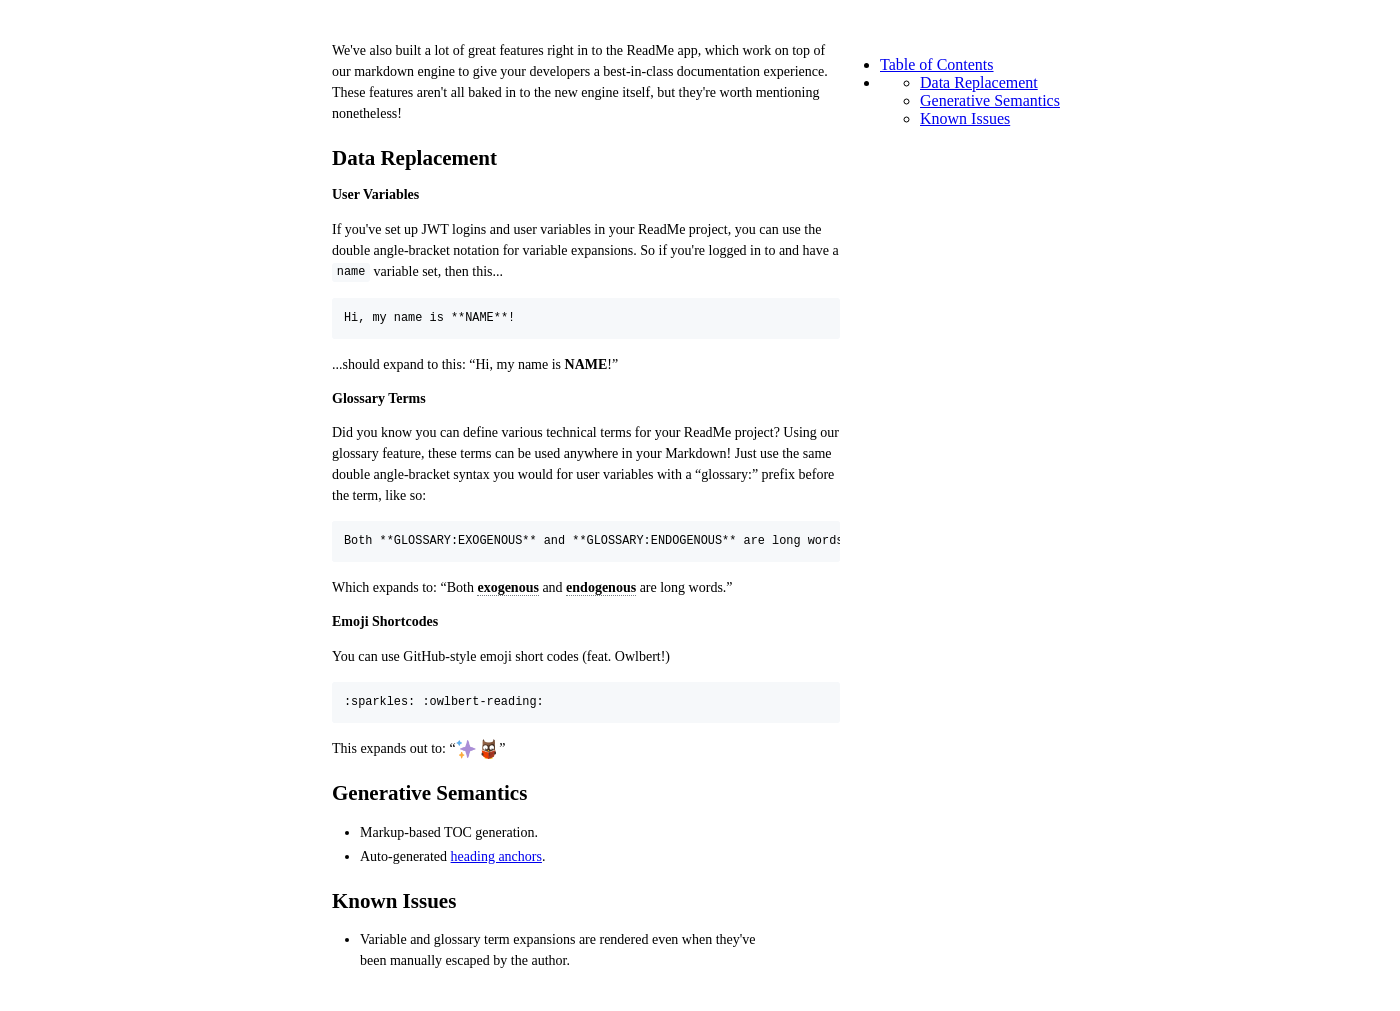 We've also built a lot of great features right in to the ReadMe app, which work on top of
our markdown engine to give your developers a best-in-class documentation experience.
These features aren't all baked in to the new engine itself, but they're worth mentioning
nonetheless!
Table of Contents
Data Replacement
Generative Semantics
Known Issues
Data Replacement
User Variables
If you've set up JWT logins and user variables in your ReadMe project, you can use the
double angle-bracket notation for variable expansions. So if you're logged in to and have a
name variable set, then this...
Hi, my name is **NAME**!
...should expand to this: “Hi, my name is NAME!”
Glossary Terms
Did you know you can define various technical terms for your ReadMe project? Using our
glossary feature, these terms can be used anywhere in your Markdown! Just use the same
double angle-bracket syntax you would for user variables with a “glossary:” prefix before
the term, like so:
Both **GLOSSARY:EXOGENOUS** and **GLOSSARY:ENDOGENOUS** are long words
Which expands to: “Both exogenous and endogenous are long words.”
Emoji Shortcodes
You can use GitHub-style emoji short codes (feat. Owlbert!)
:sparkles: :owlbert-reading:
This expands out to: “✨ ”
Generative Semantics
Markup-based TOC generation.
Auto-generated heading anchors.
Known Issues
Variable and glossary term expansions are rendered even when they've
been manually escaped by the author.